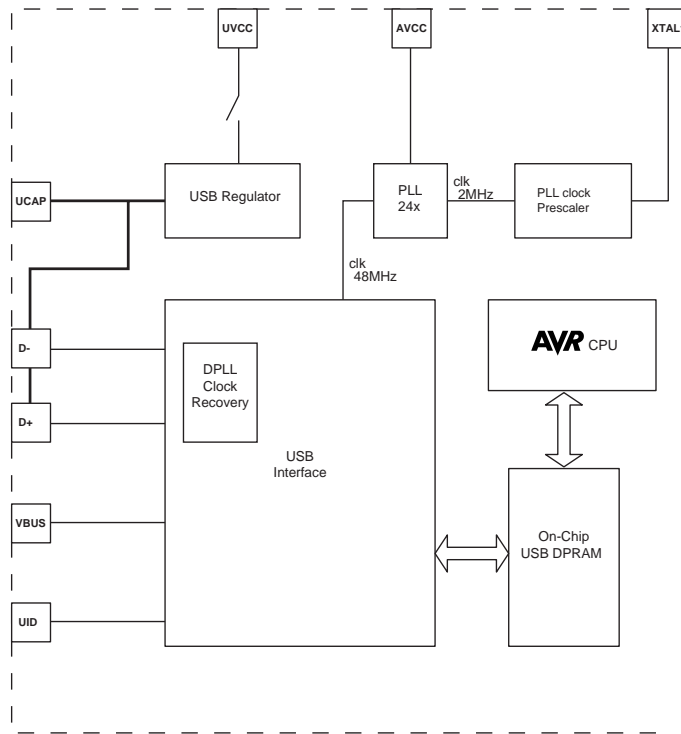 UVCC
AVCC
XTAL1
UCAP
USB Regulator
PLL
24x
clk
2MHz
PLL clock
Prescaler
clk
48MHz
D-
D+
DPLL
Clock
Recovery
USB
Interface
AVR CPU
VBUS
On-Chip
USB DPRAM
UID